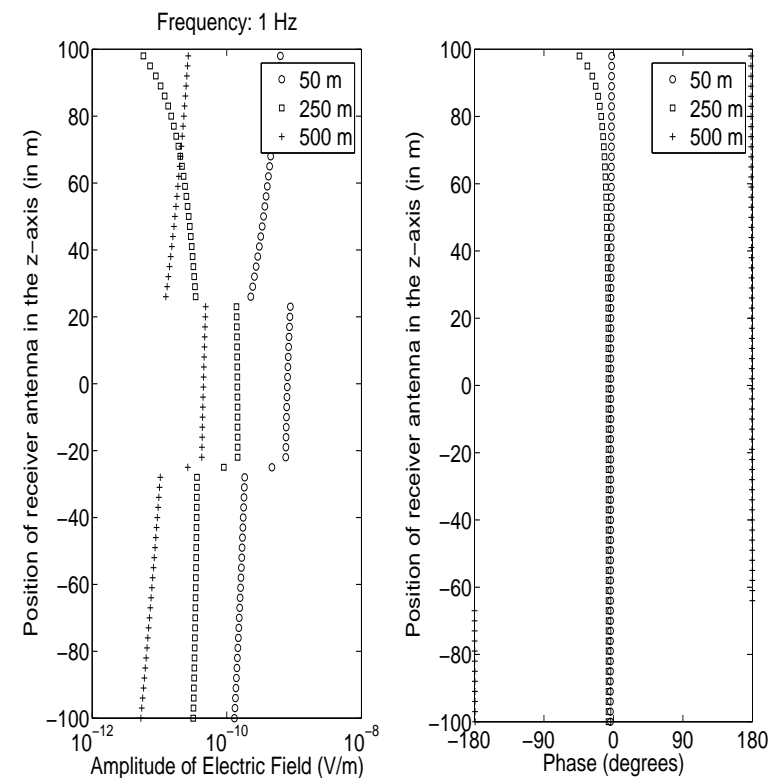 Frequency: 1 Hz
100
80
60
40
20
0
−20
−40
−60
−80
−100
Position of receiver antenna in the z−axis (in m)
50 m
250 m
500 m
10−12
10−10
10−8
Amplitude of Electric Field (V/m)
100
80
60
40
20
0
−20
−40
−60
−80
−100
Position of receiver antenna in the z−axis (in m)
50 m
250 m
500 m
−180
−90
0
90
180
Phase (degrees)